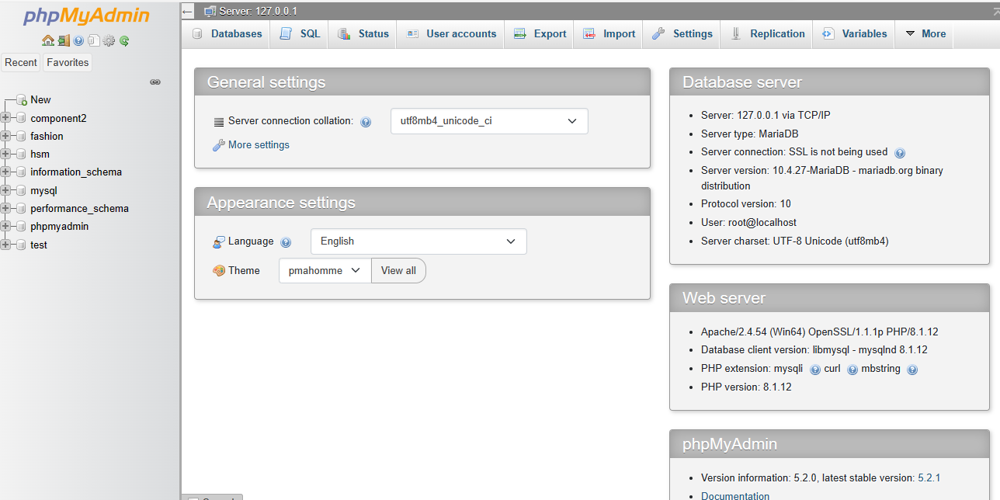 phpMyAdmin
Recent
Favorites
New
component2
fashion
hsm
information_schema
mysql
performance_schema
phpmyadmin
test
Server: 127.0.0.1
Databases
SQL
Status
User accounts
Export
Import
Settings
Replication
Variables
More
General settings
Server connection collation:
utf8mb4_unicode_ci
More settings
Appearance settings
Language
English
Theme
pmahomme
View all
Database server
Server: 127.0.0.1 via TCP/IP
Server type: MariaDB
Server connection: SSL is not being used
Server version: 10.4.27-MariaDB - mariadb.org binary
distribution
Protocol version: 10
User: root@localhost
Server charset: UTF-8 Unicode (utf8mb4)
Web server
Apache/2.4.54 (Win64) OpenSSL/1.1.1p PHP/8.1.12
Database client version: libmysql - mysqlnd 8.1.12
PHP extension: mysqli curl mbstring
PHP version: 8.1.12
phpMyAdmin
Version information: 5.2.0, latest stable version: 5.2.1
Documentation